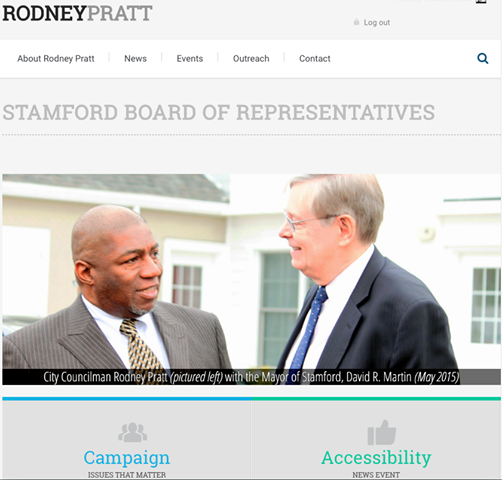 RODNEYPRATT
Log out
About Rodney Pratt News Events Outreach Contact
STAMFORD BOARD OF REPRESENTATIVES
City Councilman Rodney Pratt (pictured left) with the Mayor of Stamford, David R. Martin (May 2015)
Campaign Accessibility
ISSUES THAT MATTER NEWS EVENT